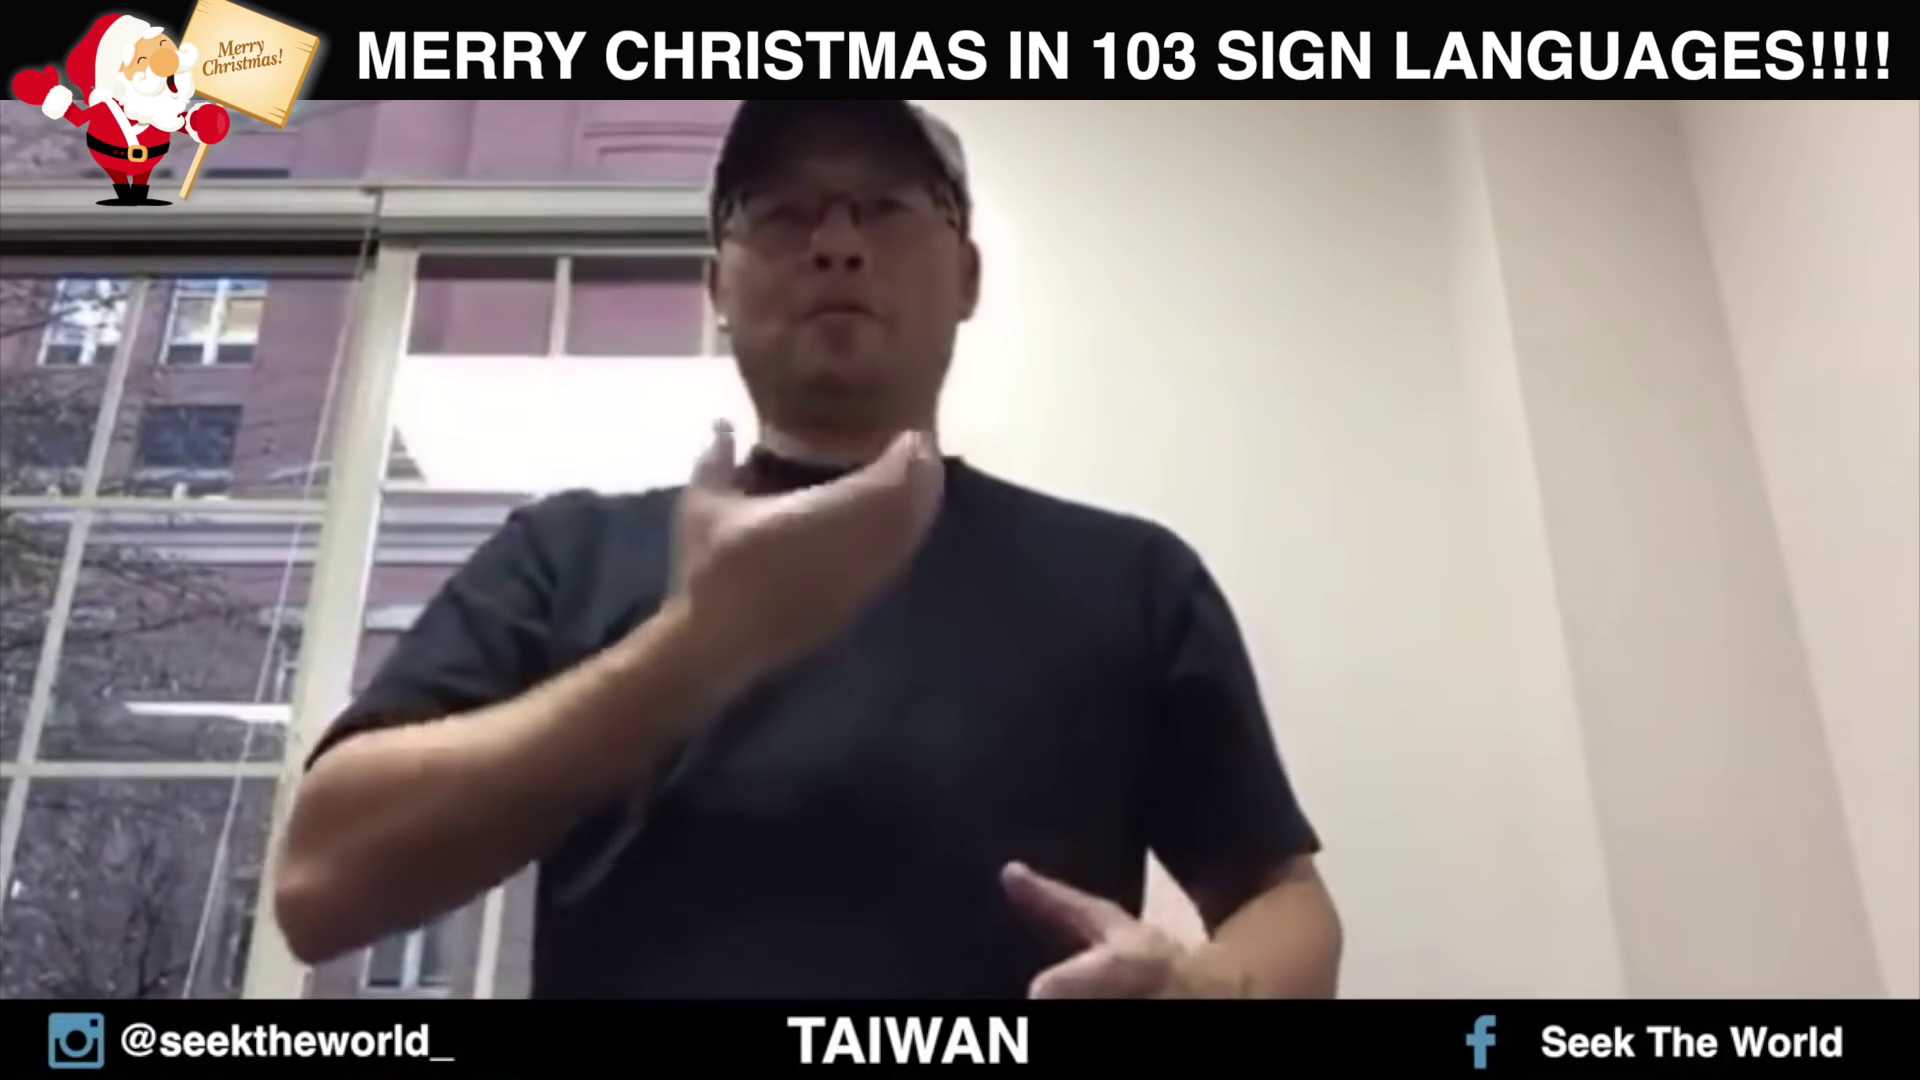 Merry
Christmas!
MERRY CHRISTMAS IN 103 SIGN LANGUAGES!!!!
@seektheworld_
TAIWAN
Seek The World